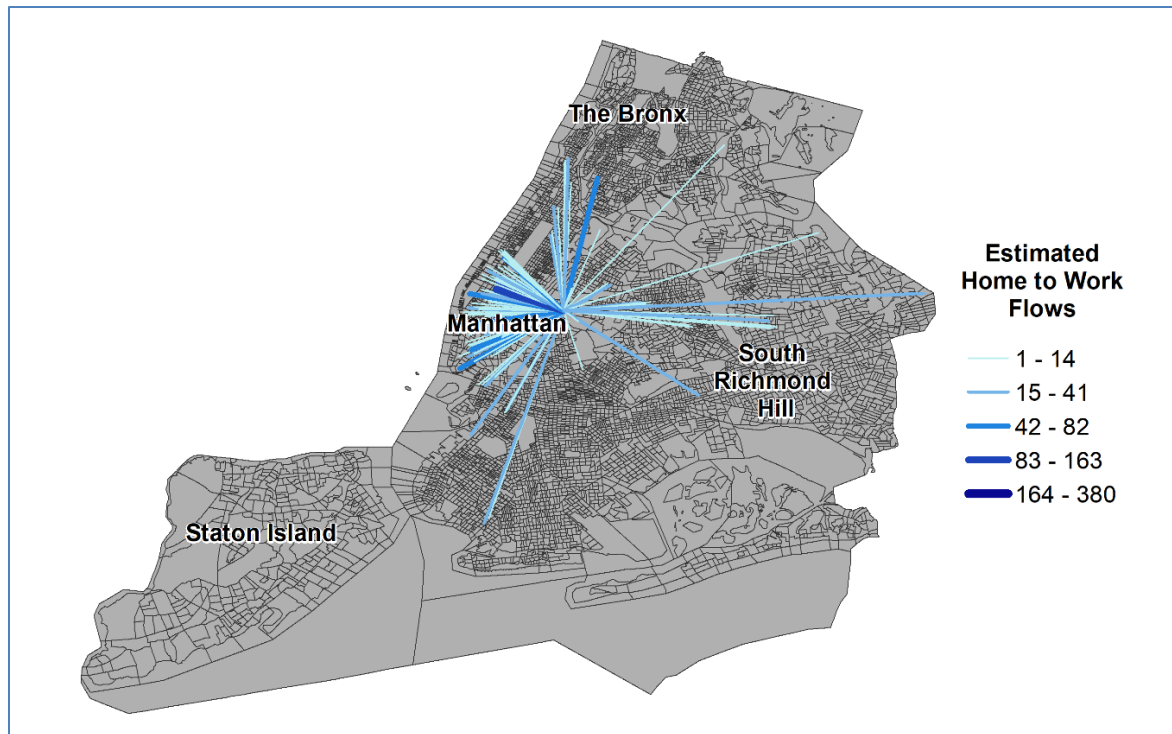 The Bronx
Manhattan
South
Richmond
Hill
Staton Island
Estimated
Home to Work
Flows
1 - 14
15 - 41
42 - 82
83 - 163
164 - 380